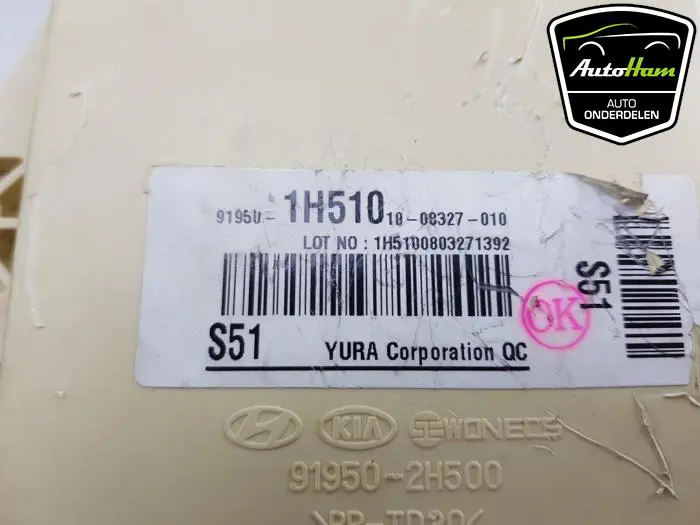 AutoHam
AUTO
ONDERDELEN
91950-1H510 10-08327-010
LOT NO : 1H5100803271392
S51 YURA Corporation QC
OK
S51
KIA SEWONECS
91950-2H500